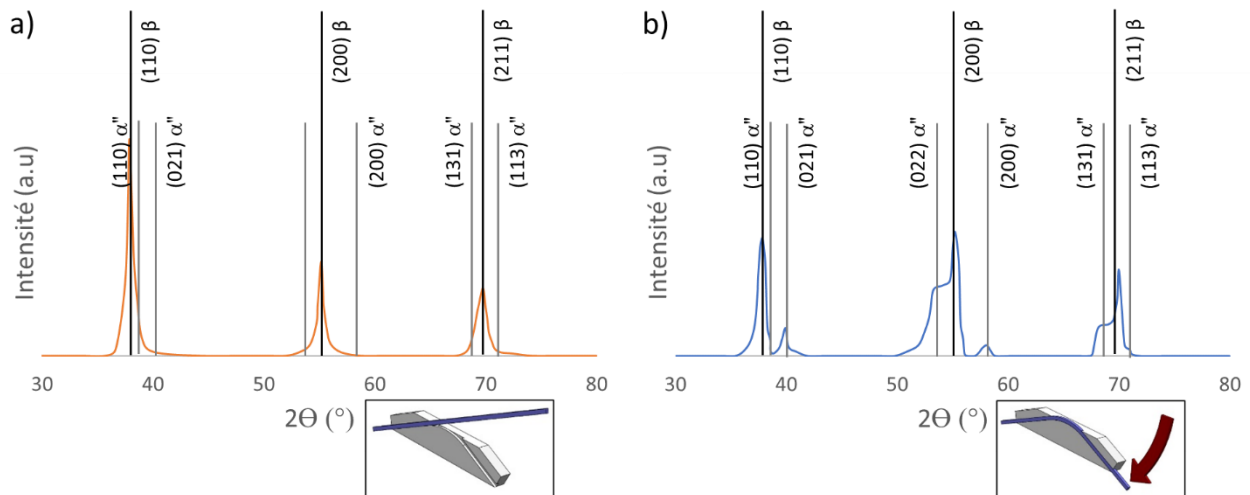 a)
Intensité (a.u)
(110) α"
(110) β
(021) α"
(200) β
(200) α"
(131) α"
(211) β
(113) α"
30 40 50 60 70 80
2Θ (°)
b)
Intensité (a.u)
(110) α"
(110) β
(021) α"
(022) α"
(200) β
(200) α"
(131) α"
(211) β
(113) α"
30 40 50 60 70 80
2Θ (°)